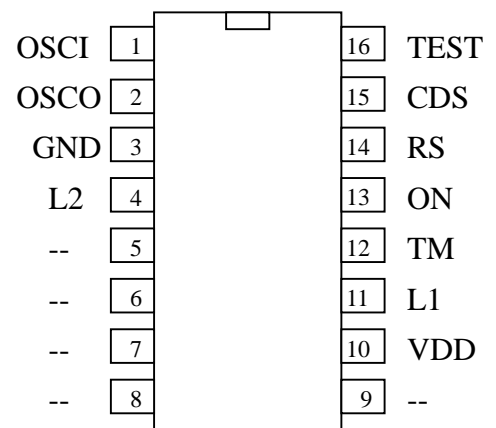 OSCI 1 16 TEST
OSCO 2 15 CDS
GND 3 14 RS
L2 4 13 ON
-- 5 12 TM
-- 6 11 L1
-- 7 10 VDD
-- 8 9 --